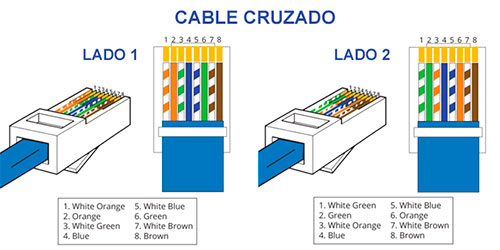 CABLE CRUZADO
LADO 1
1 2 3 4 5 6 7 8
LADO 2
1 2 3 4 5 6 7 8
1. White Orange
2. Orange
3. White Green
4. Blue
5. White Blue
6. Green
7. White Brown
8. Brown
1. White Green
2. Green
3. White Orange
4. Blue
5. White Blue
6. Orange
7. White Brown
8. Brown